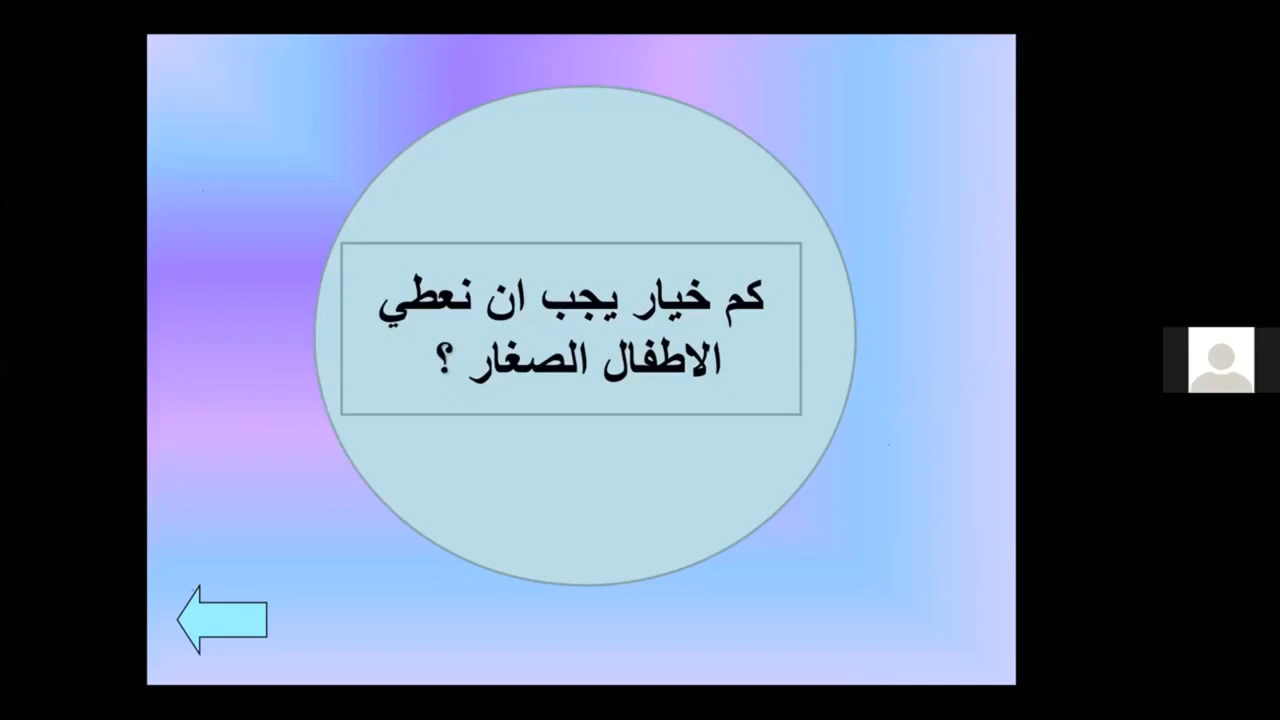 كم خيار يجب ان نعطي
الاطفال الصغار ؟